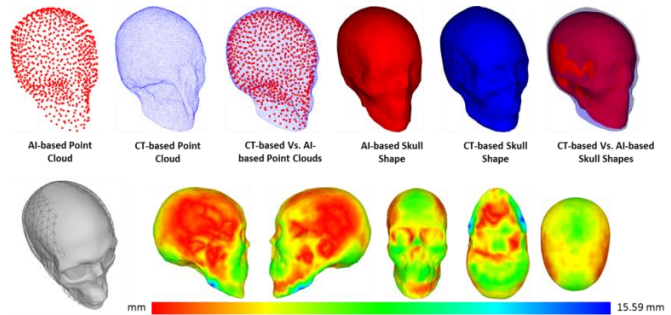 AI-based Point
Cloud
CT-based Point
Cloud
CT-based Vs. AI-
based Point Clouds
AI-based Skull
Shape
CT-based Skull
Shape
CT-based Vs. AI-based
Skull Shapes
mm
15.59 mm